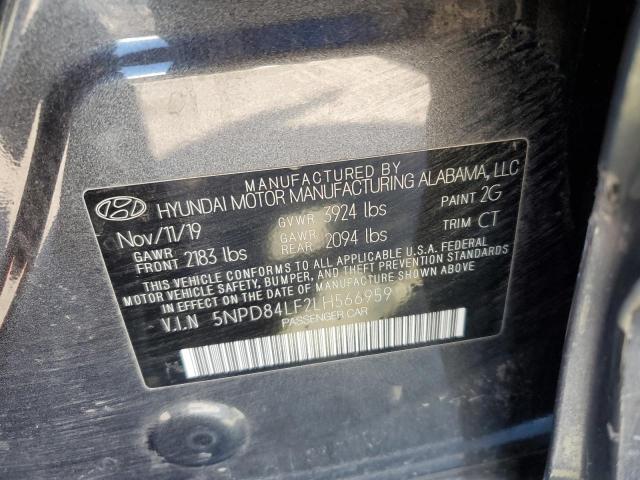 MANUFACTURED BY
HYUNDAI MOTOR MANUFACTURING ALABAMA, LLC
Nov/11/19 GVWR 3924 lbs PAINT 2G
GAWR FRONT 2183 lbs GAWR REAR 2094 lbs TRIM CT
THIS VEHICLE CONFORMS TO ALL APPLICABLE U.S.A. FEDERAL
MOTOR VEHICLE SAFETY, BUMPER, AND THEFT PREVENTION STANDARDS
IN EFFECT ON THE DATE OF MANUFACTURE SHOWN ABOVE
V.I.N 5NPD84LF2LH566959
PASSENGER CAR